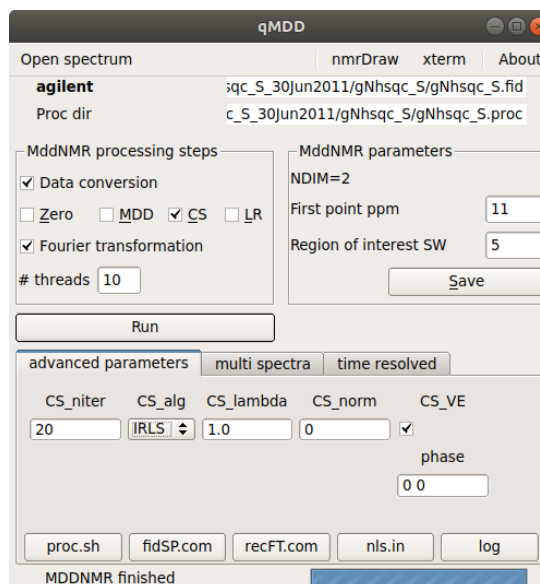 qMDD
Open spectrum nmrDraw xterm About
agilent sqc_S_30Jun2011/gNhsqc_S/gNhsqc_S.fid
Proc dir c_S_30Jun2011/gNhsqc_S/gNhsqc_S.proc
MddNMR processing steps
Data conversion
Zero MDD CS LR
Fourier transformation
# threads 10
MddNMR parameters
NDIM=2
First point ppm 11
Region of interest SW 5
Save
Run
advanced parameters multi spectra time resolved
CS_niter CS_alg CS_lambda CS_norm CS_VE
20 IRLS 1.0 0
phase
0 0
proc.sh fidSP.com recFT.com nls.in log
MDDNMR finished